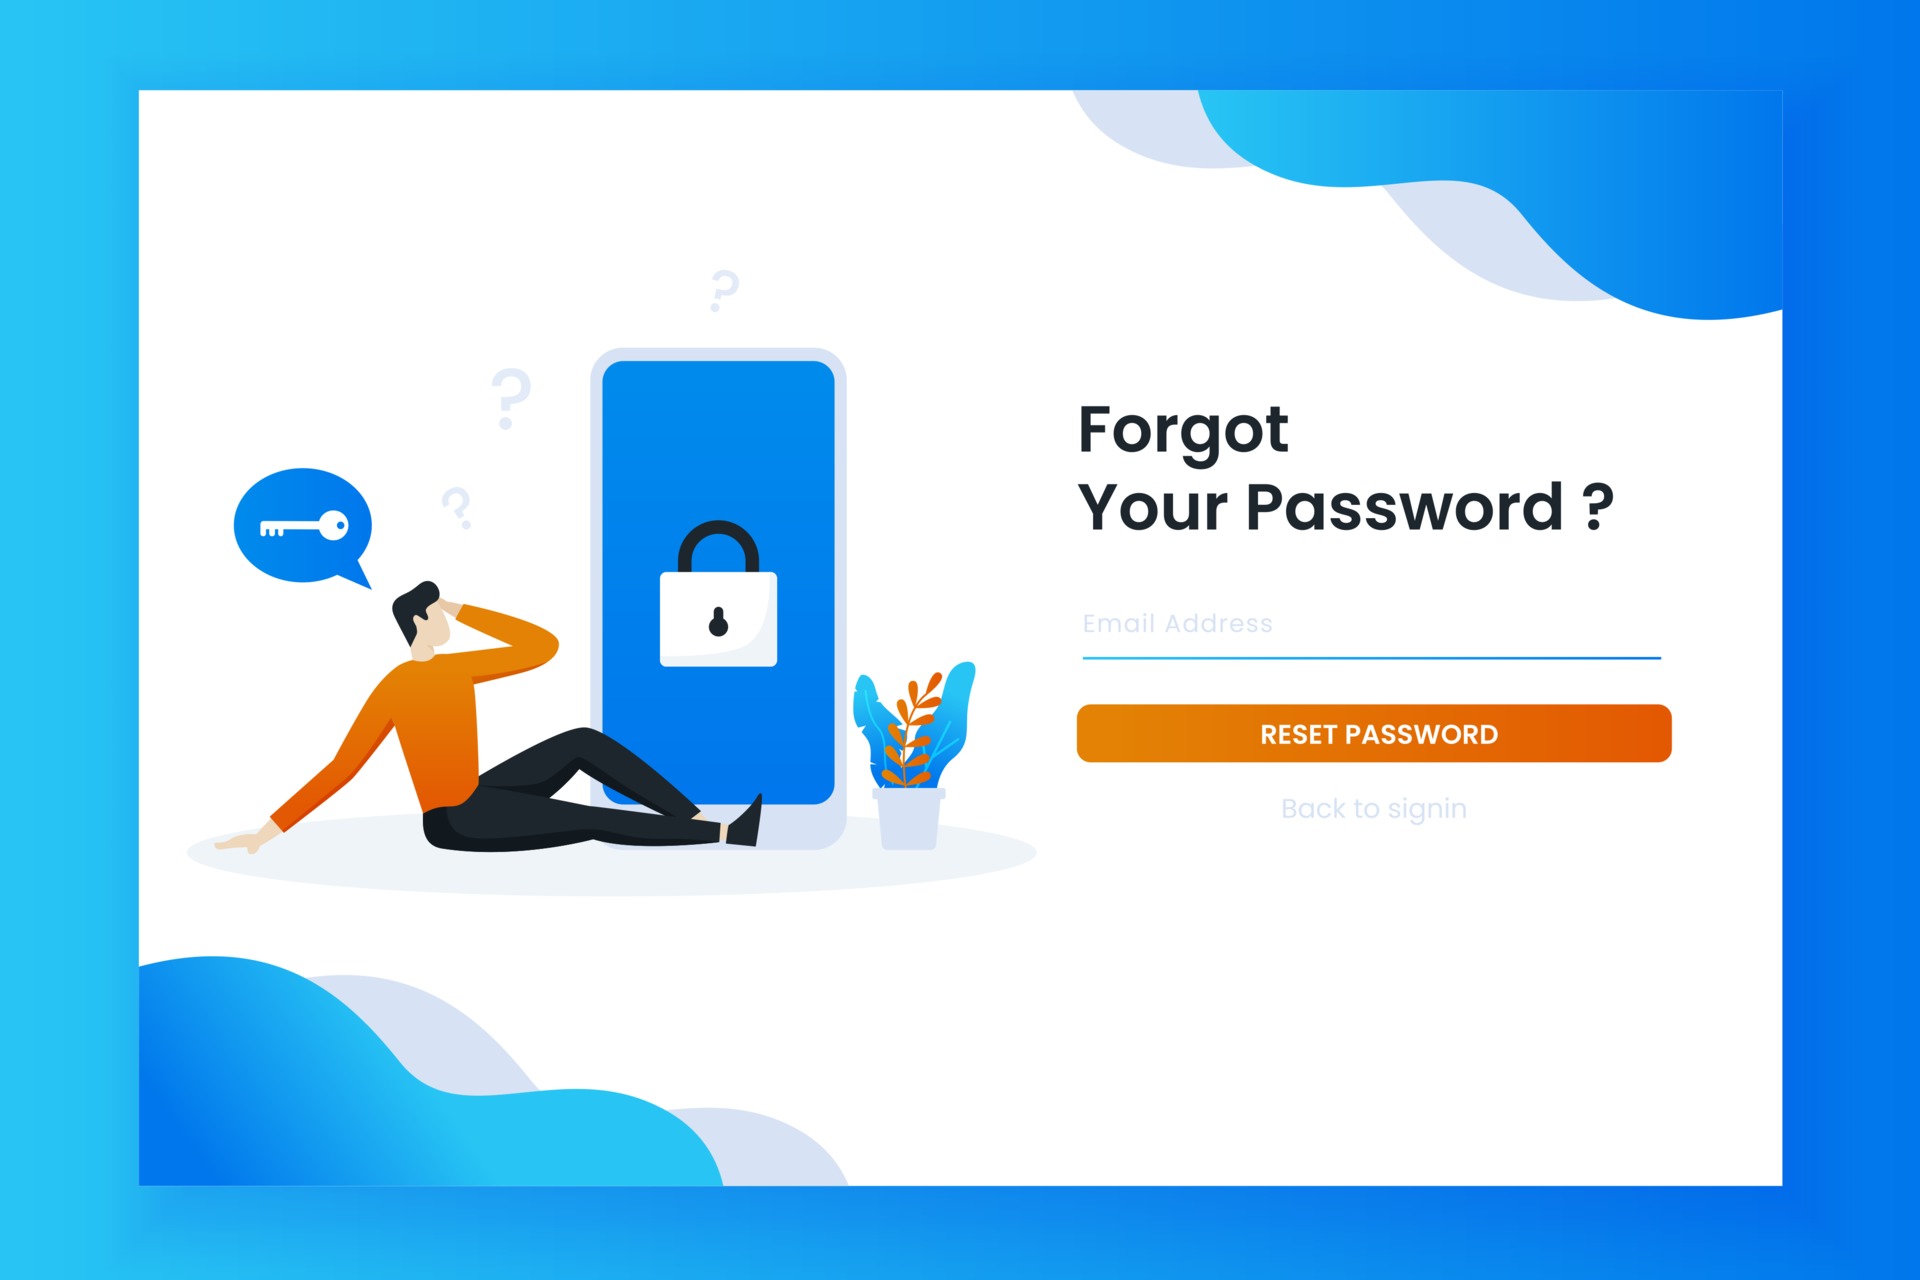 ?
?
?
Forgot
Your Password ?
Email Address
RESET PASSWORD
Back to signin